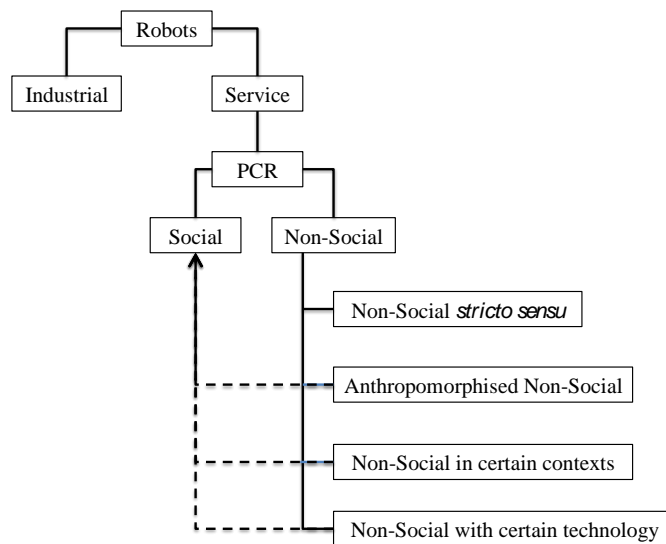 Robots
Industrial
Service
PCR
Social
Non-Social
Non-Social stricto sensu
Anthropomorphised Non-Social
Non-Social in certain contexts
Non-Social with certain technology